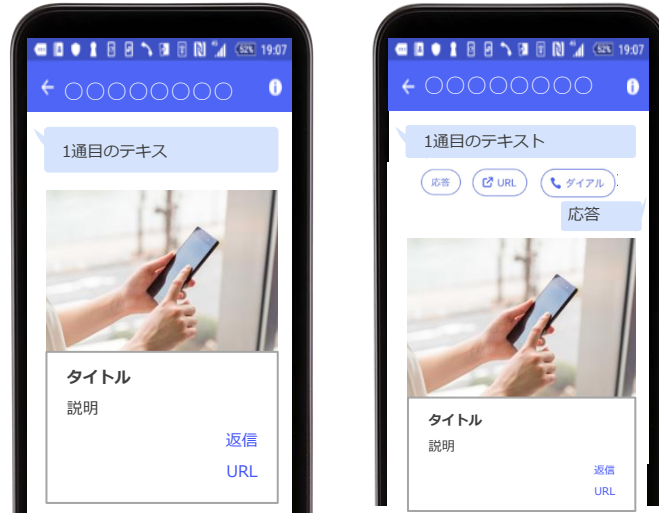 52% 19:07
○○○○○○○○
1通目のテキス
タイトル
説明
返信
URL
52% 19:07
○○○○○○○○
1通目のテキスト
応答
URL
ダイアル
応答
タイトル
説明
返信
URL